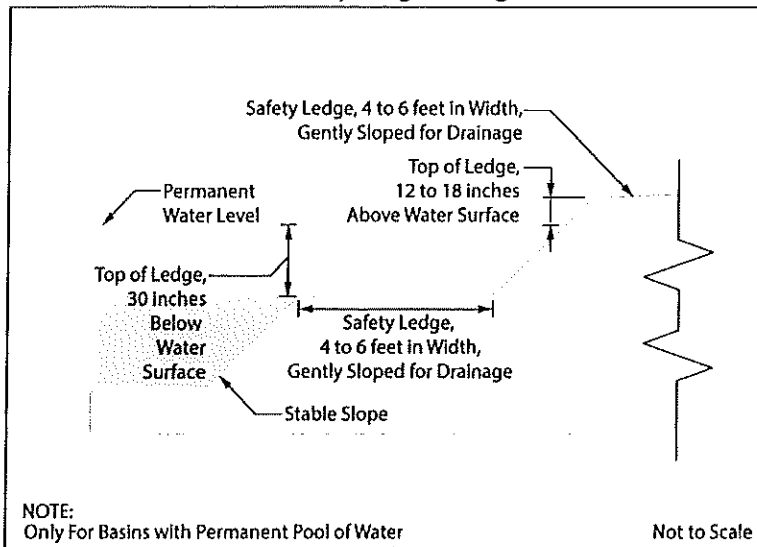 Safety Ledge, 4 to 6 feet in Width,
Gently Sloped for Drainage
Top of Ledge,
12 to 18 inches
Above Water Surface
Permanent
Water Level
Top of Ledge,
30 inches
Below
Water
Surface
Safety Ledge,
4 to 6 feet in Width,
Gently Sloped for Drainage
Stable Slope
NOTE:
Only For Basins with Permanent Pool of Water
Not to Scale